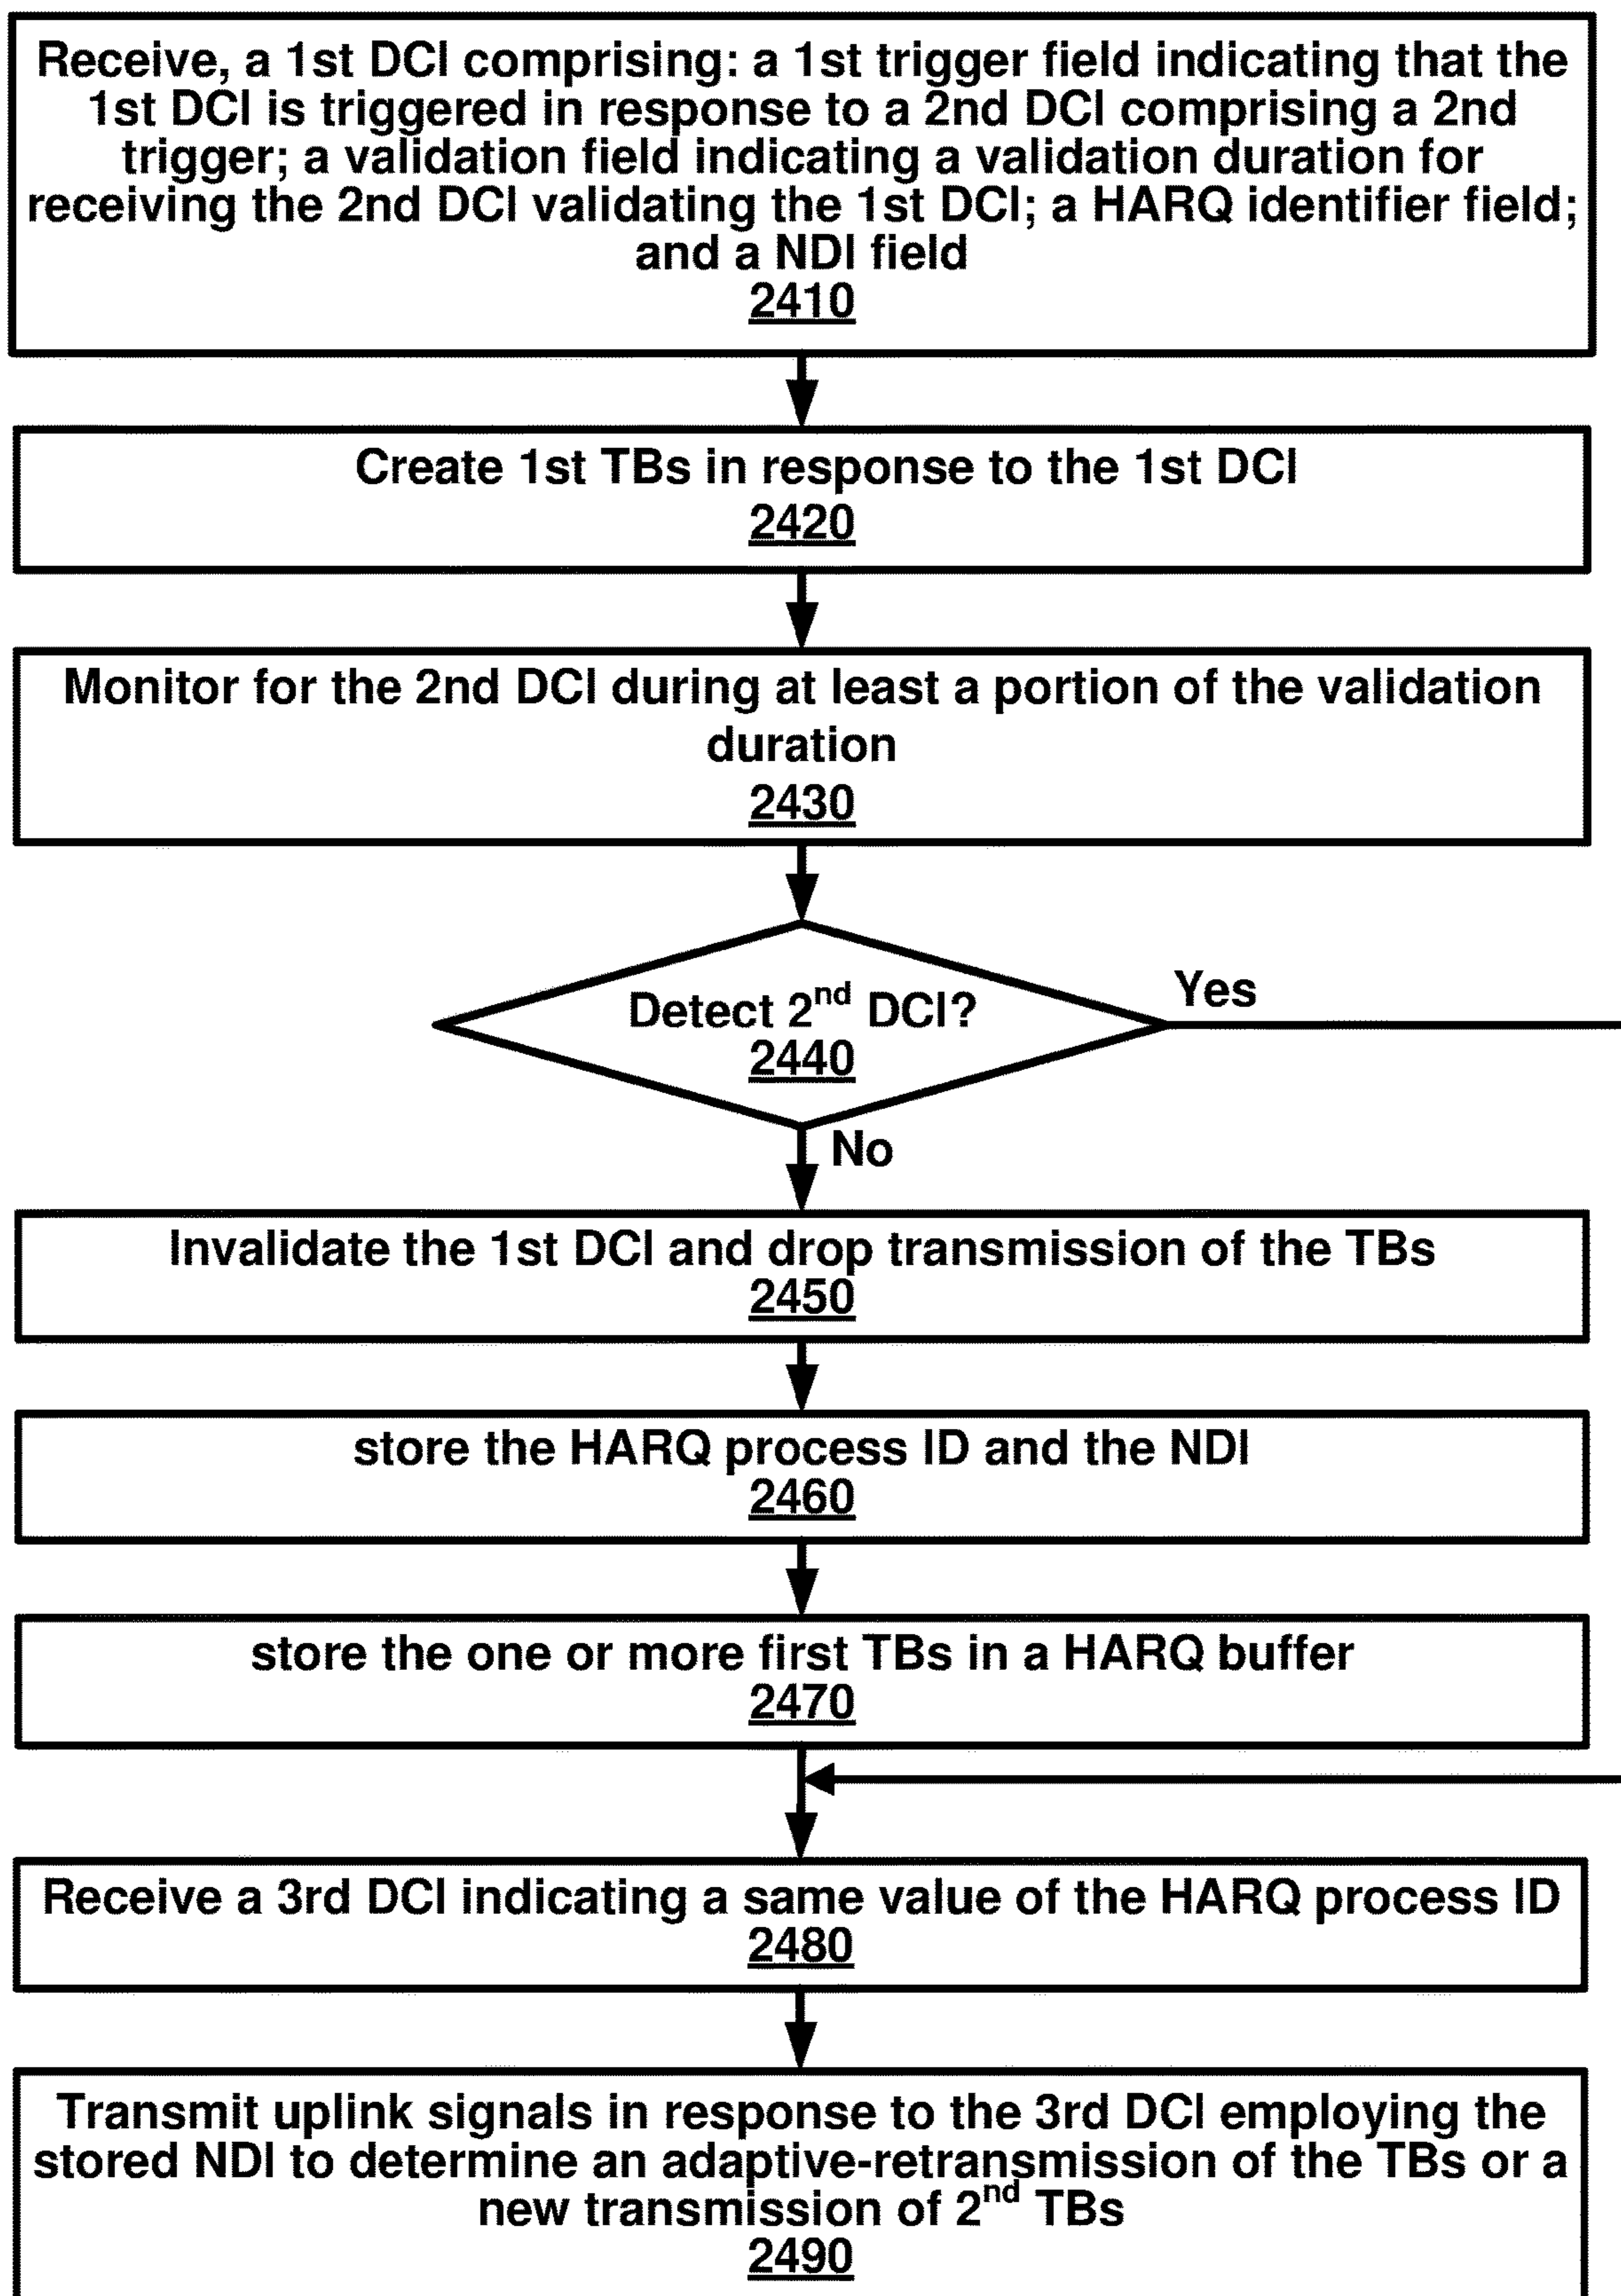 Receive, a 1st DCI comprising: a 1st trigger field indicating that the
1st DCI is triggered in response to a 2nd DCI comprising a 2nd
trigger; a validation field indicating a validation duration for
receiving the 2nd DCI validating the 1st DCI; a HARQ identifier field;
and a NDI field
2410
Create 1st TBs in response to the 1st DCI
2420
Monitor for the 2nd DCI during at least a portion of the validation
duration
2430
Detect 2nd DCI?
2440
Yes
No
Invalidate the 1st DCI and drop transmission of the TBs
2450
store the HARQ process ID and the NDI
2460
store the one or more first TBs in a HARQ buffer
2470
Receive a 3rd DCI indicating a same value of the HARQ process ID
2480
Transmit uplink signals in response to the 3rd DCI employing the
stored NDI to determine an adaptive-retransmission of the TBs or a
new transmission of 2nd TBs
2490